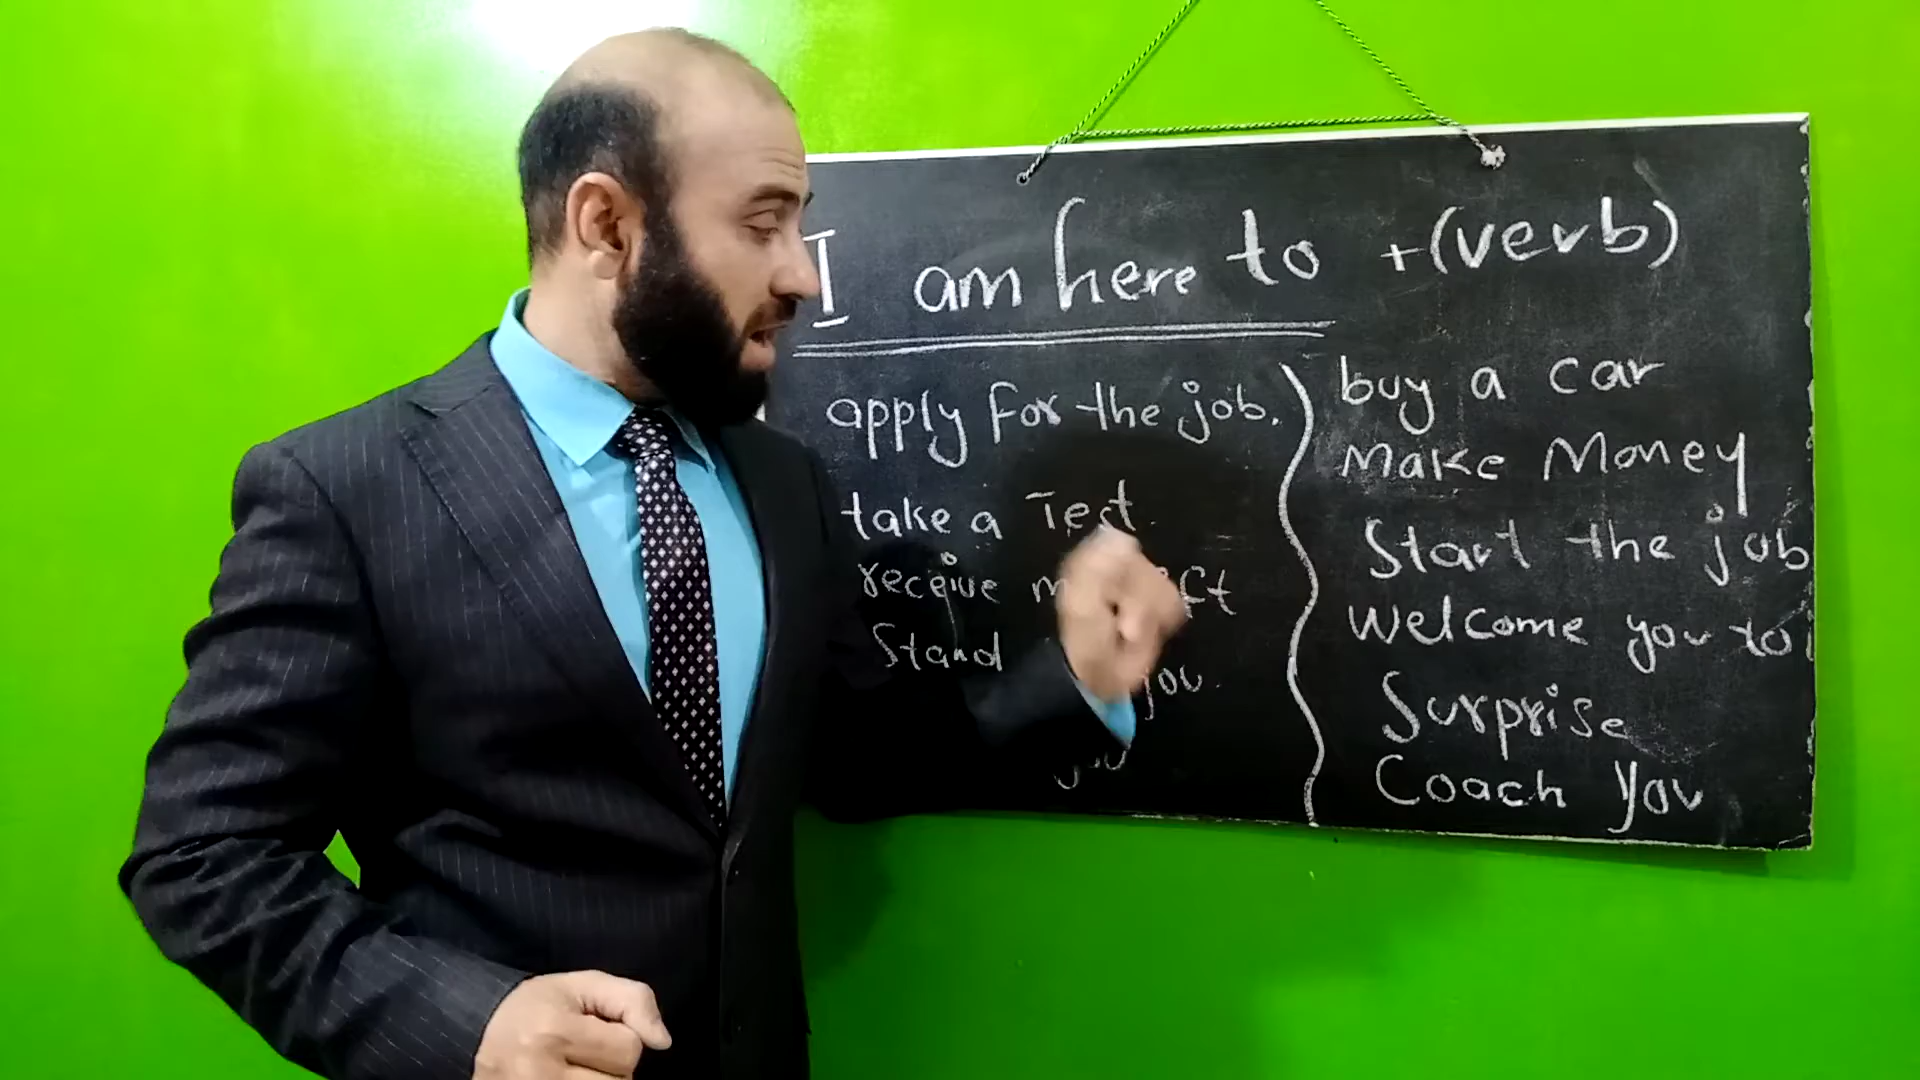 I am here to +(verb)
apply for the job.
take a Test.
receive
Stand you.
buy a car
Make Money
Start the job
Welcome you to
Surprise
Coach you